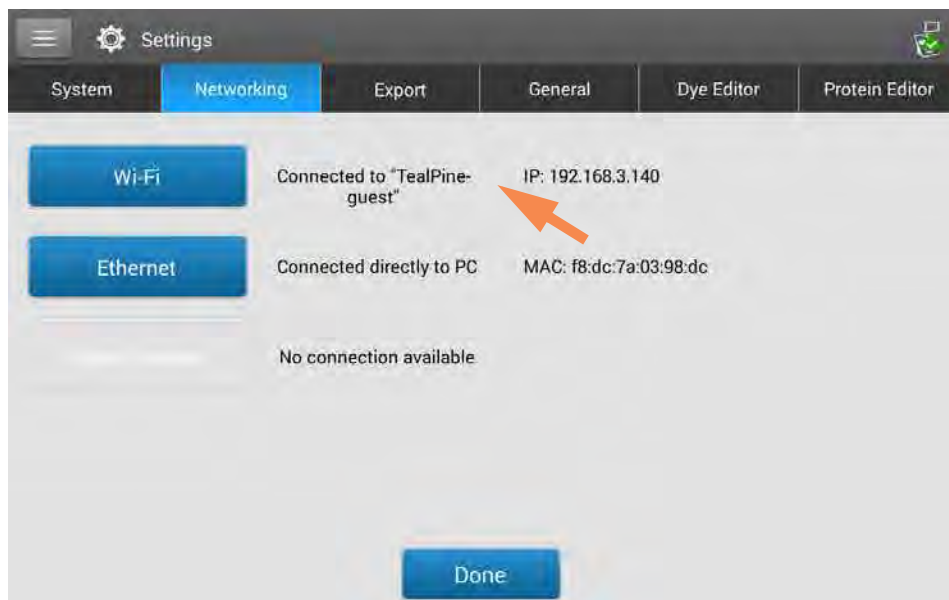 Settings
System Networking Export General Dye Editor Protein Editor
Wi-Fi Connected to "TealPine- IP: 192.168.3.140
guest"
Ethernet Connected directly to PC MAC: f8:dc:7a:03:98:dc
No connection available
Done